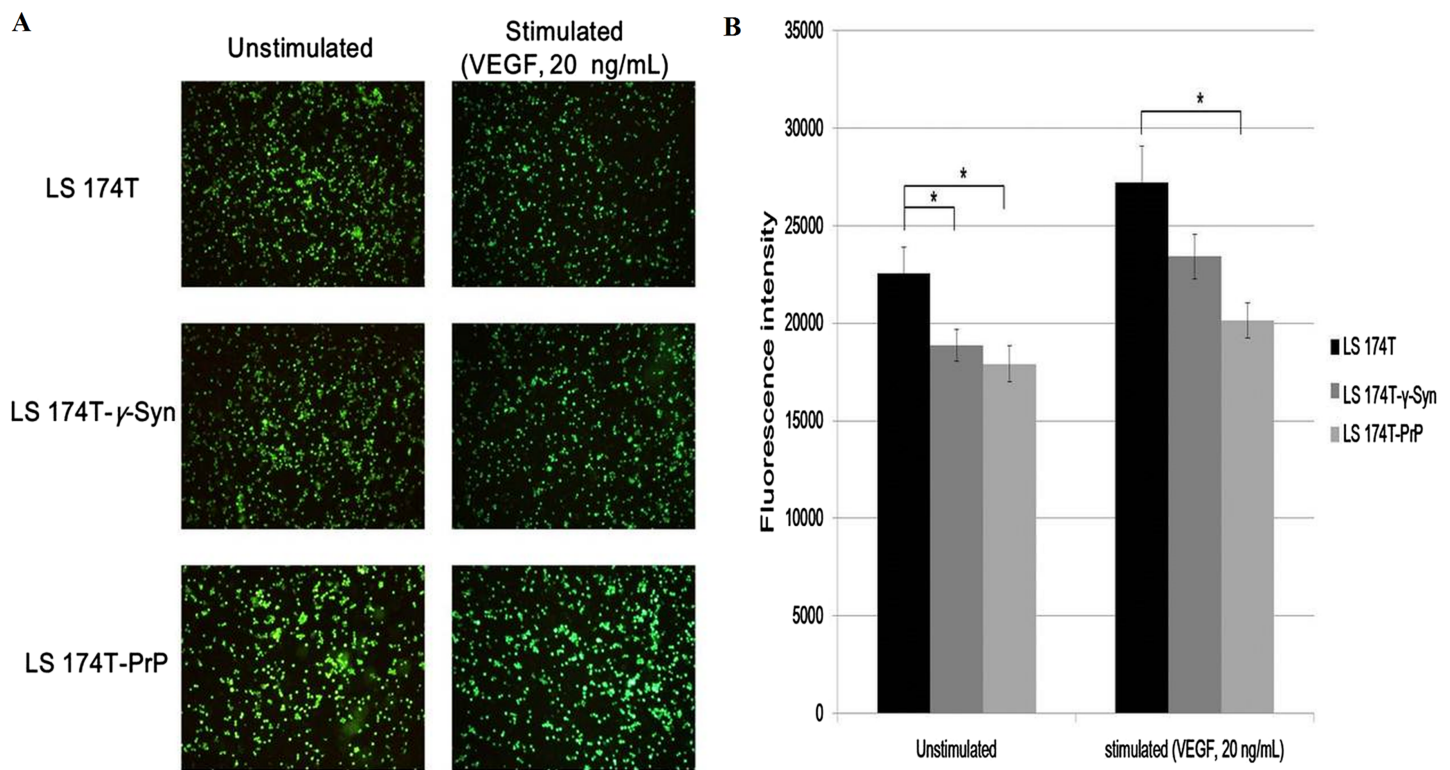 A
Unstimulated
Stimulated
(VEGF, 20 ng/mL)
LS 174T
LS 174T-γ-Syn
LS 174T-PrP
B
Fluorescence intensity
35000
30000
25000
20000
15000
10000
5000
0
*
*
*
Unstimulated
stimulated (VEGF, 20 ng/mL)
LS 174T
LS 174T-γ-Syn
LS 174T-PrP